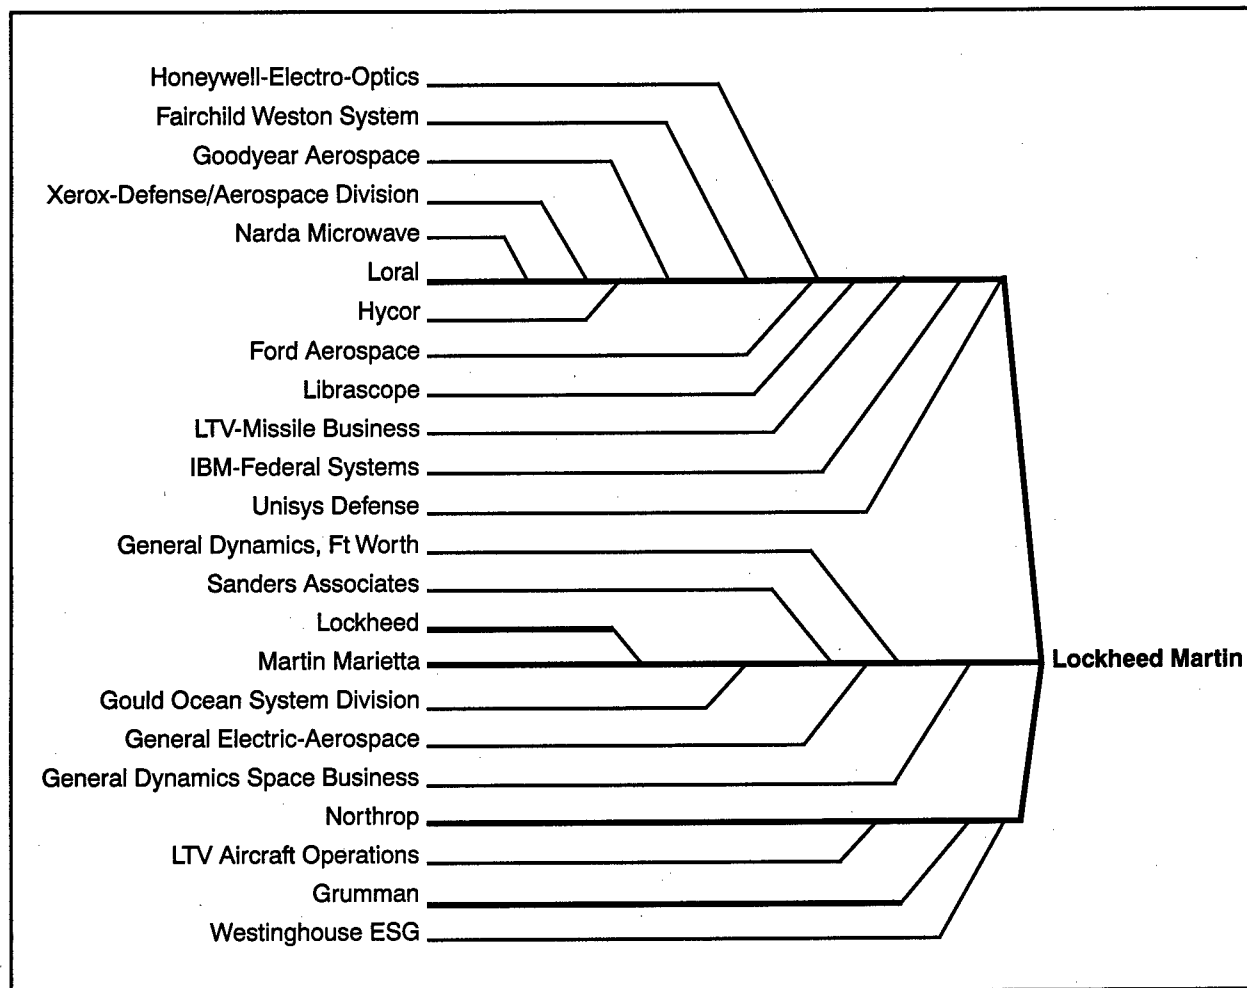 Honeywell-Electro-Optics
Fairchild Weston System
Goodyear Aerospace
Xerox-Defense/Aerospace Division
Narda Microwave
Loral
Hycor
Ford Aerospace
Librascope
LTV-Missile Business
IBM-Federal Systems
Unisys Defense
General Dynamics, Ft Worth
Sanders Associates
Lockheed
Martin Marietta
Lockheed Martin
Gould Ocean System Division
General Electric-Aerospace
General Dynamics Space Business
Northrop
LTV Aircraft Operations
Grumman
Westinghouse ESG